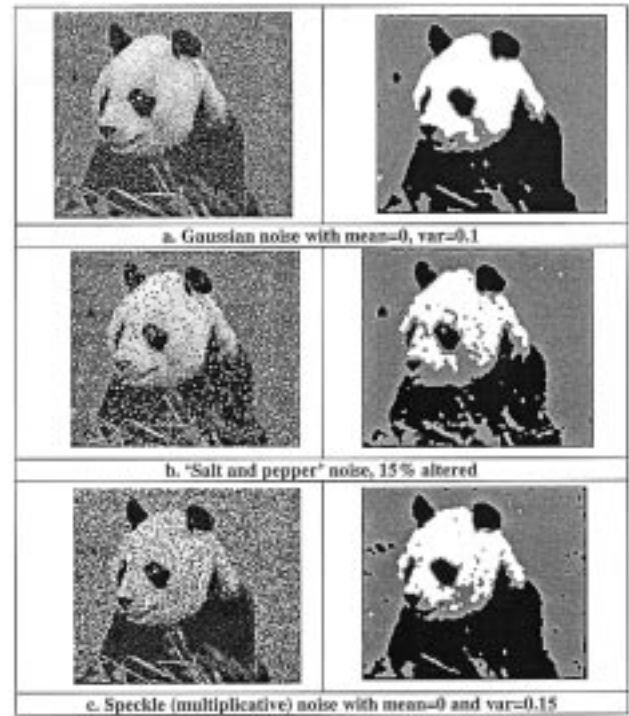 a. Gaussian noise with mean=0, var=0.1
b. "Salt and pepper" noise, 15% altered
c. Speckle (multiplicative) noise with mean=0 and var=0.15